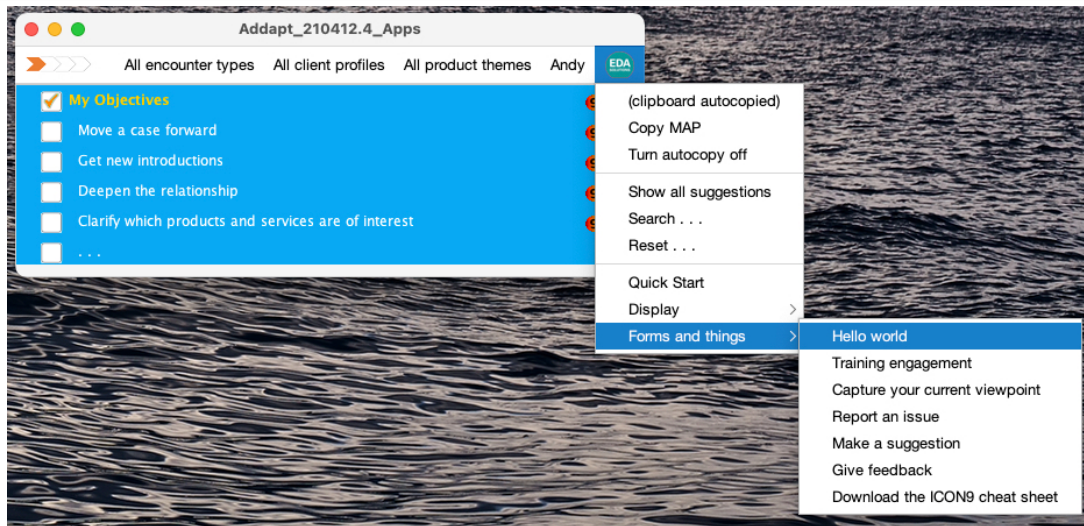 Addapt_210412.4_Apps
All encounter types All client profiles All product themes Andy EDA
My Objectives
Move a case forward
Get new introductions
Deepen the relationship
Clarify which products and services are of interest
. . .
(clipboard autocopied)
Copy MAP
Turn autocopy off
Show all suggestions
Search . . .
Reset . . .
Quick Start
Display
Forms and things
Hello world
Training engagement
Capture your current viewpoint
Report an issue
Make a suggestion
Give feedback
Download the ICON9 cheat sheet